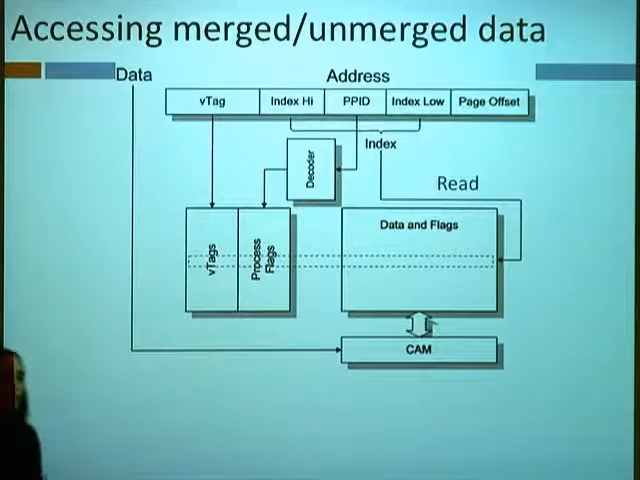 Accessing merged/unmerged data
Data
Address
vTag
Index Hi
PPID
Index Low
Page Offset
Index
Decoder
Read
vTags
Process
Flags
Data and Flags
CAM